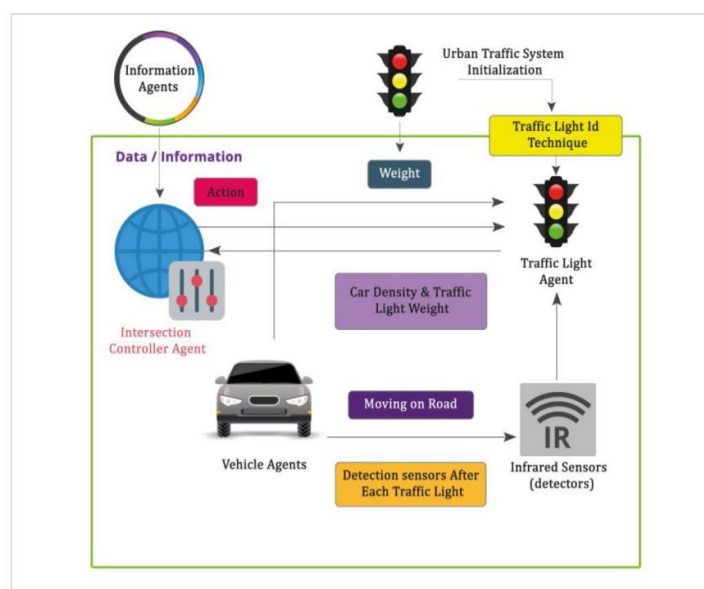 Information
Agents
Urban Traffic System
Initialization
Traffic Light Id
Technique
Data / Information
Weight
Action
Traffic Light
Agent
Car Density & Traffic
Light Weight
Intersection
Controller Agent
Moving on Road
IR
Vehicle Agents
Infrared Sensors
(detectors)
Detection sensors After
Each Traffic Light